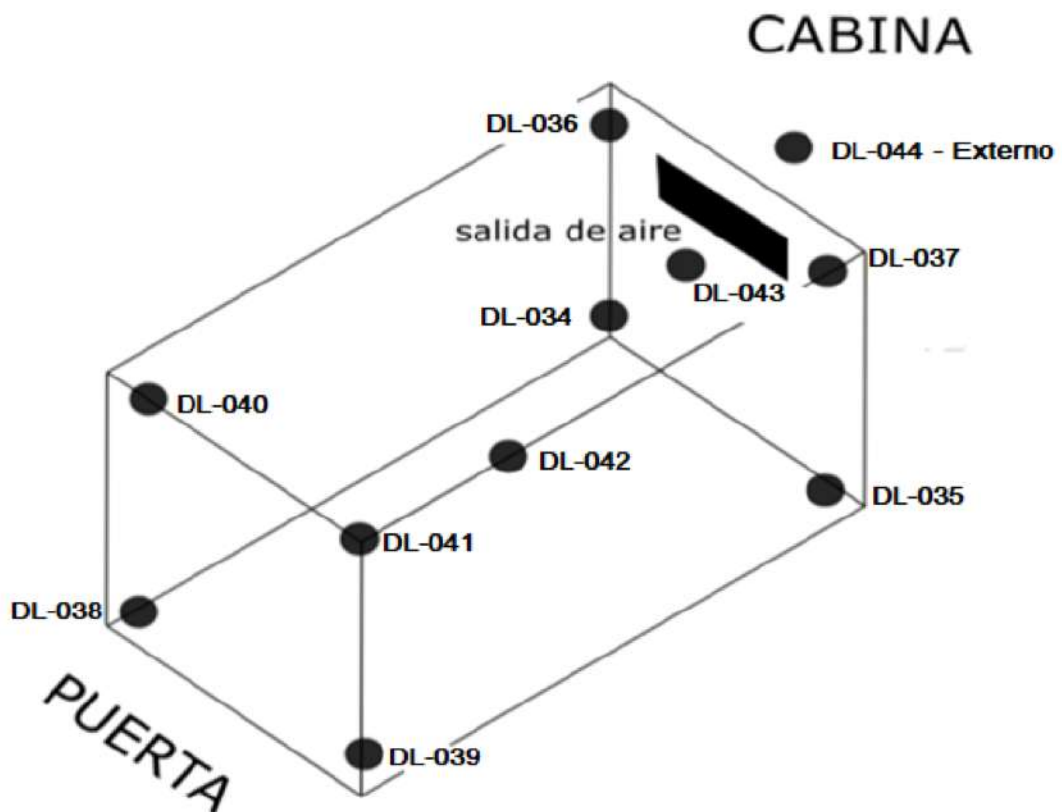 CABINA
DL-036
DL-044 - Externo
salida de aire
DL-037
DL-043
DL-034
DL-040
DL-042
DL-035
DL-041
DL-038
PUERTA
DL-039